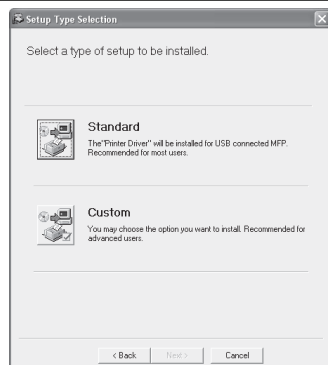 Setup Type Selection
Select a type of setup to be installed.
Standard
The"Printer Driver" will be installed for USB connected MFP.
Recommended for most users.
Custom
You may choose the option you want to install. Recommended for
advanced users.
< Back Next > Cancel